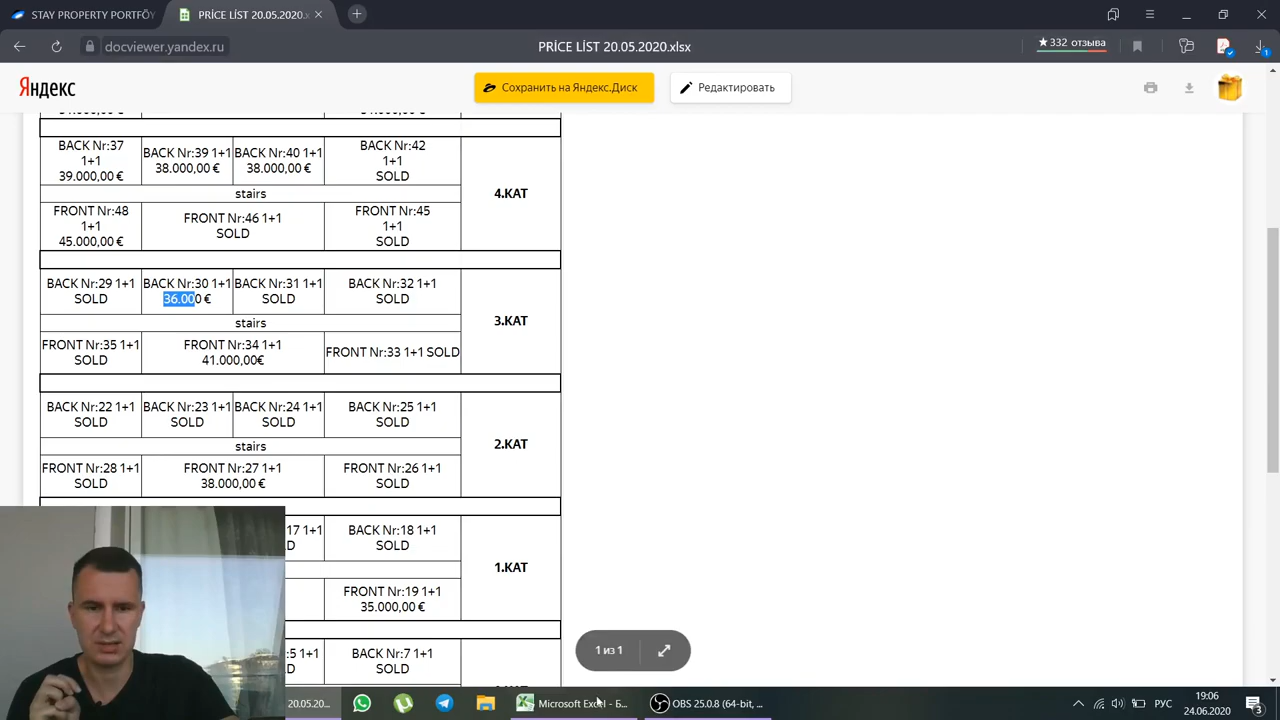 STAY PROPERTY PORTFÖY
PRİCE LİST 20.05.2020.x
docviewer.yandex.ru
PRİCE LİST 20.05.2020.xlsx
332 отзыва
1
Яндекс
Сохранить на Яндекс.Диск
Редактировать
BACK Nr:37
1+1
39.000,00 €
BACK Nr:39 1+1
38.000,00 €
BACK Nr:40 1+1
38.000,00 €
BACK Nr:42
1+1
SOLD
4.KAT
stairs
FRONT Nr:48
1+1
45.000,00 €
FRONT Nr:46 1+1
SOLD
FRONT Nr:45
1+1
SOLD
BACK Nr:29 1+1
SOLD
BACK Nr:30 1+1
36.000 €
BACK Nr:31 1+1
SOLD
BACK Nr:32 1+1
SOLD
3.KAT
stairs
FRONT Nr:35 1+1
SOLD
FRONT Nr:34 1+1
41.000,00€
FRONT Nr:33 1+1 SOLD
BACK Nr:22 1+1
SOLD
BACK Nr:23 1+1
SOLD
BACK Nr:24 1+1
SOLD
BACK Nr:25 1+1
SOLD
2.KAT
stairs
FRONT Nr:28 1+1
SOLD
FRONT Nr:27 1+1
38.000,00 €
FRONT Nr:26 1+1
SOLD
:17 1+1
D
BACK Nr:18 1+1
SOLD
1.KAT
FRONT Nr:19 1+1
35.000,00 €
:5 1+1
D
BACK Nr:7 1+1
SOLD
1 из 1
20.05.20...
Microsoft Excel - Б...
OBS 25.0.8 (64-bit, ...
РУС
19:06
24.06.2020
3